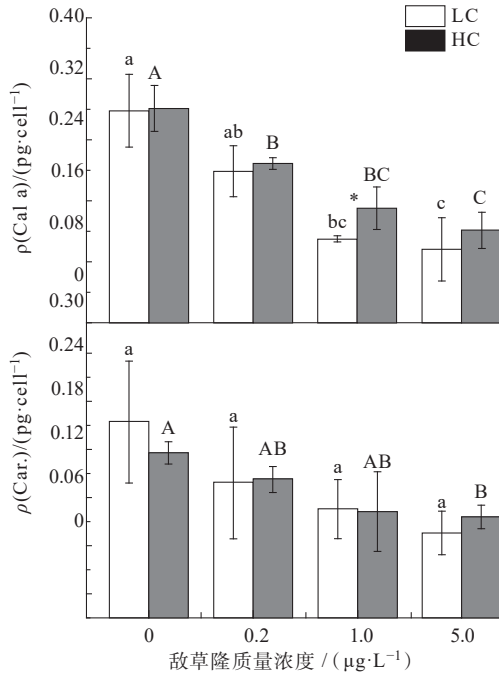 LC
HC
0.40
0.32
0.24
0.16
0.08
0
ρ(Cal a)/(pg·cell⁻¹)
a
A
ab
B
bc
*
BC
c
C
0.30
0.24
0.18
0.12
0.06
0
ρ(Car.)/(pg·cell⁻¹)
a
A
a
AB
a
AB
a
B
0
0.2
1.0
5.0
敌草隆质量浓度 / ( μg·L⁻¹)